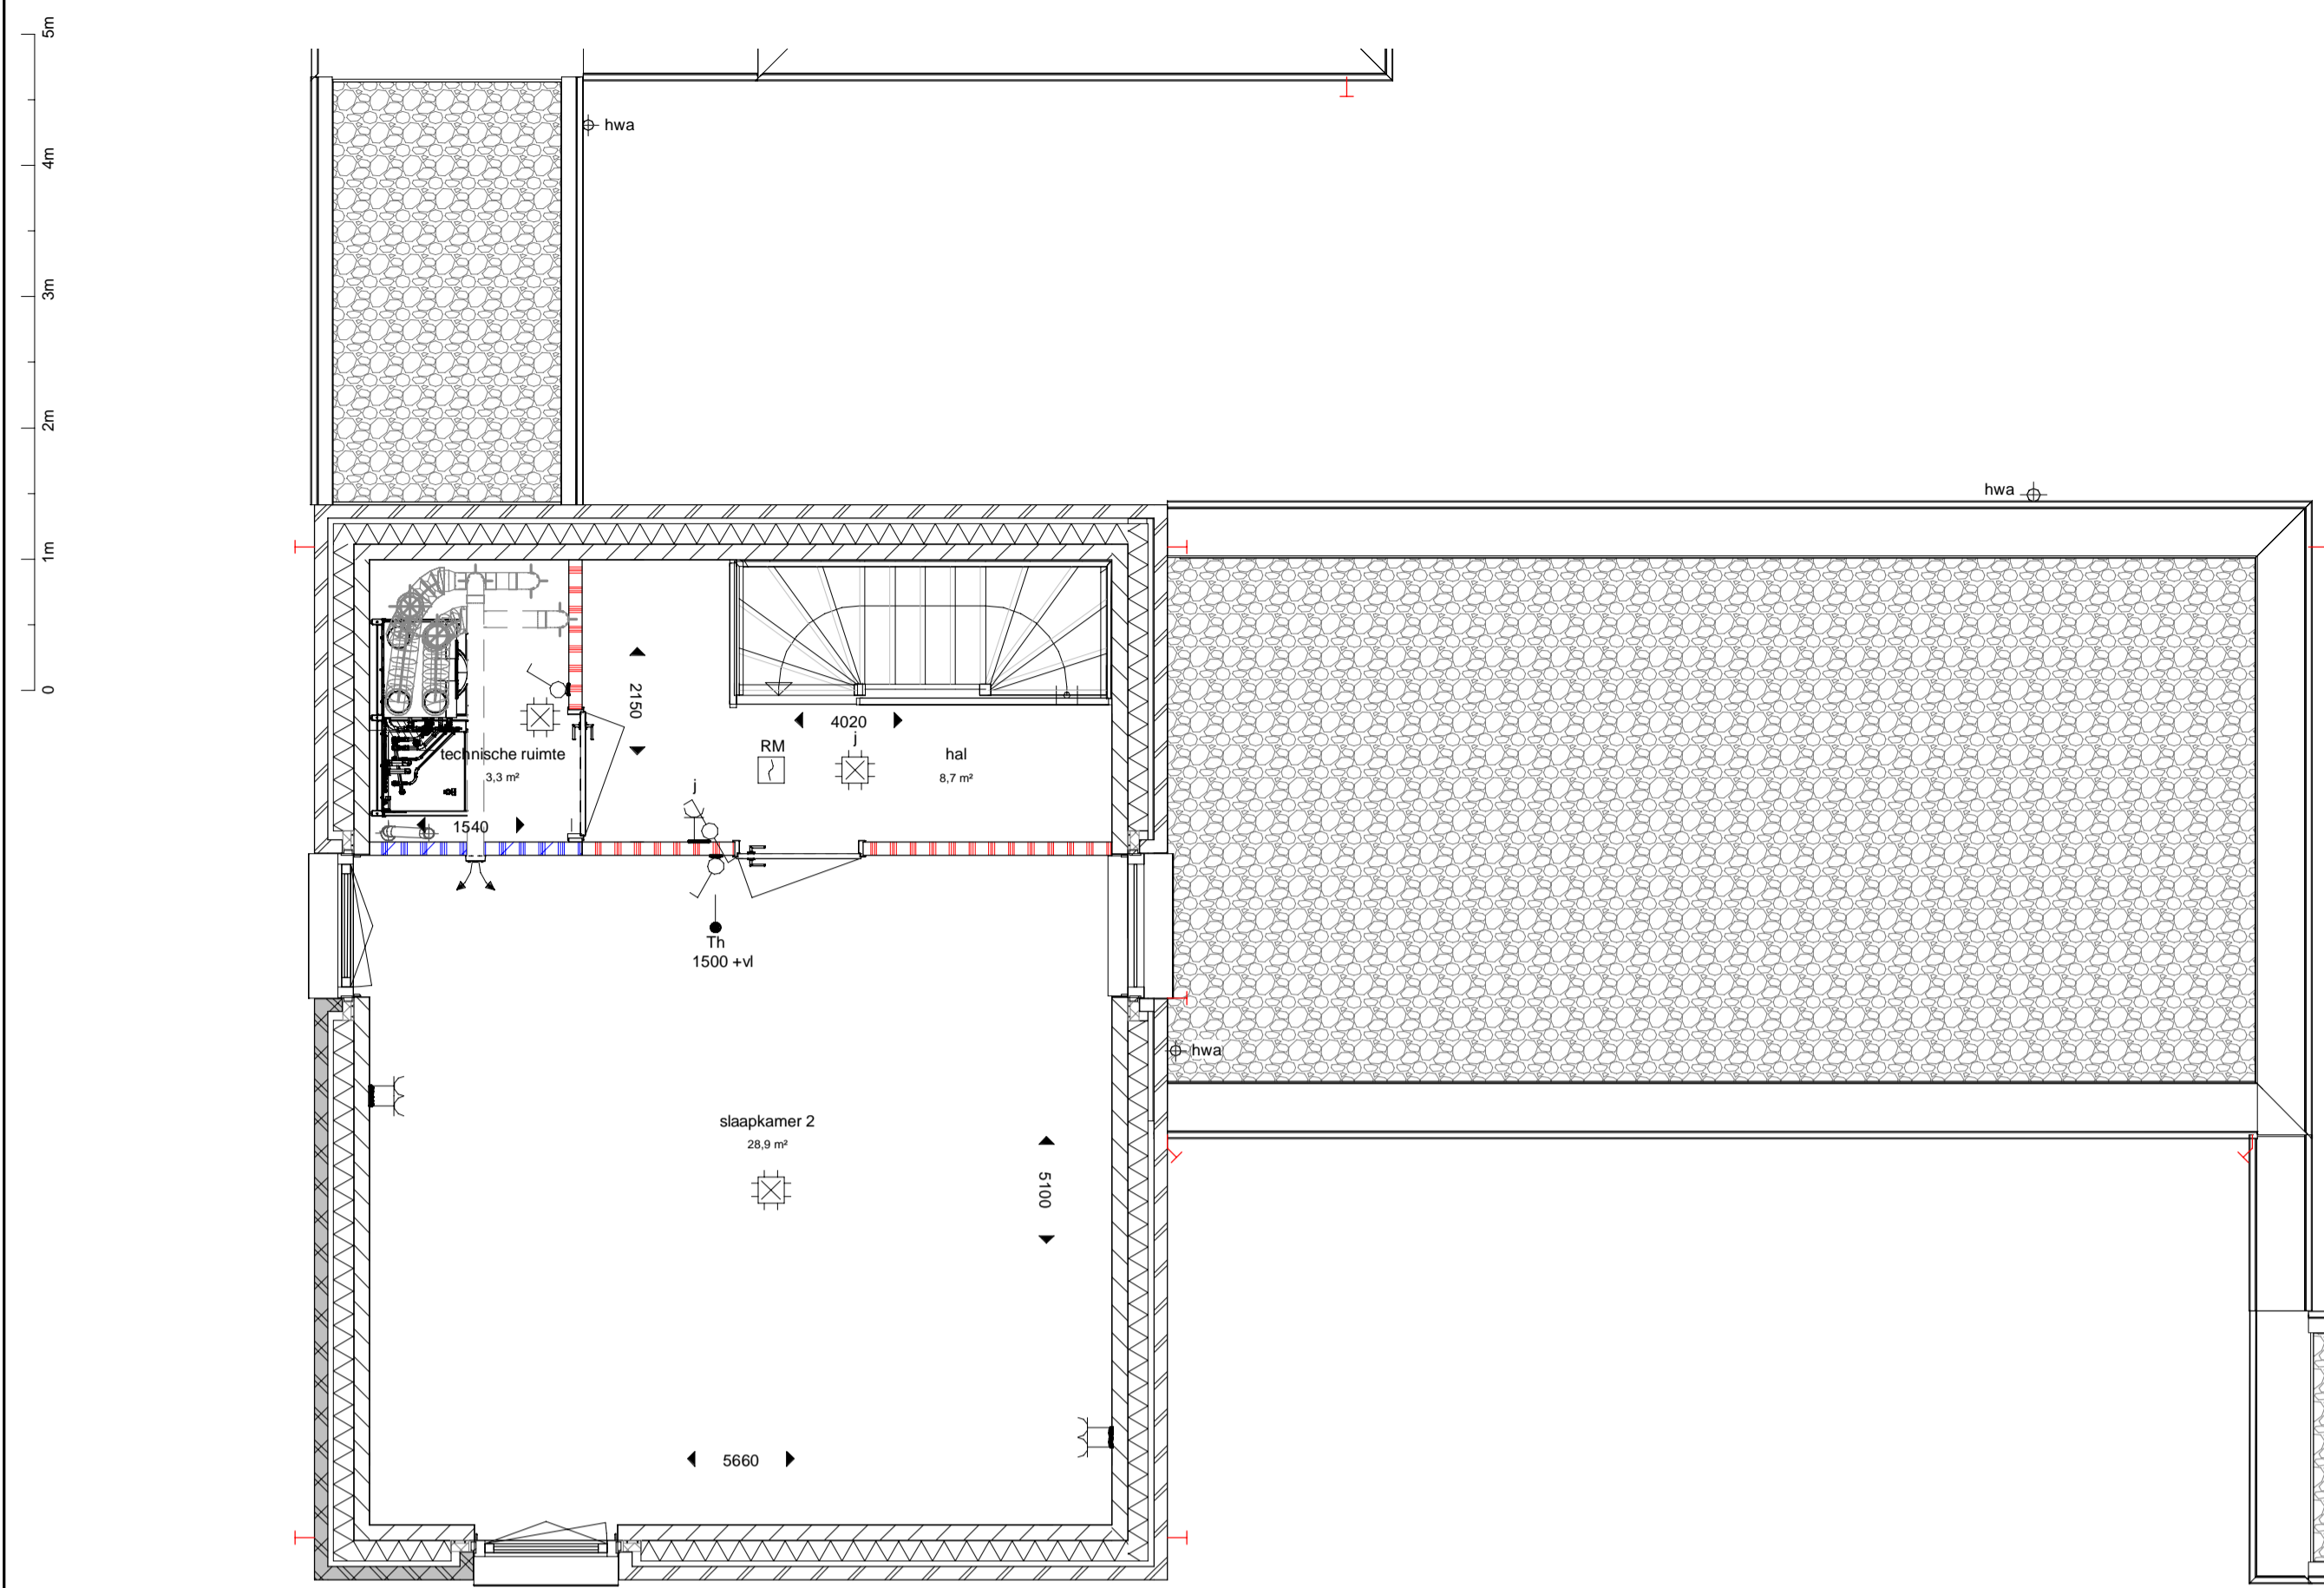 5m
hwa
4m
3m
2m
hwa
1m
0
2150
4020
j
RM
hal
8,7 m²
technische ruimte
3,3 m²
j
1540
Th
1500 +vl
hwa
slaapkamer 2
28,9 m²
5100
5660